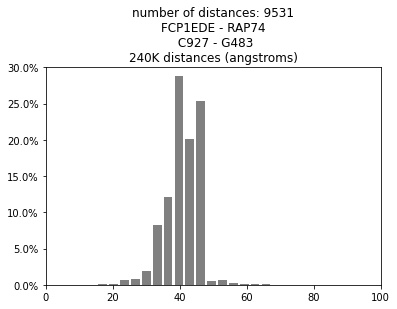 number of distances: 9531
FCP1EDE - RAP74
C927 - G483
240K distances (angstroms)
30.0%
25.0%
20.0%
15.0%
10.0%
5.0%
0.0%
0 20 40 60 80 100